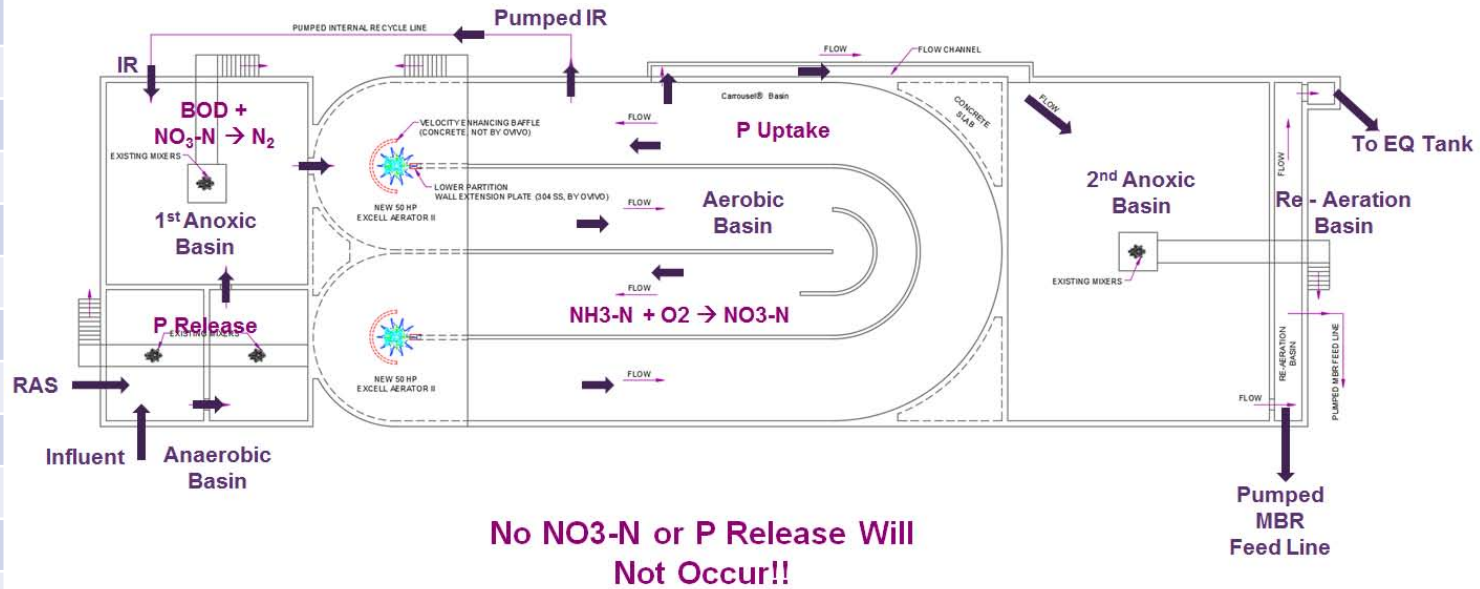 Pumped IR
PUMPED INTERNAL RECYCLE LINE
IR
FLOW
FLOW CHANNEL
BOD +
NO₃-N → N₂
EXISTING MIXERS
1st Anoxic
Basin
VELOCITY ENHANCING BAFFLE
(CONCRETE, NOT BY OVIVO)
LOWER PARTITION
WALL EXTENSION PLATE (304 SS, BY OVIVO)
NEW 50 HP
EXCELL AERATOR II
Carrousel® Basin
FLOW
P Uptake
CONCRETE
SLAB
FLOW
FLOW
Aerobic
Basin
FLOW
NH3-N + O2 → NO3-N
FLOW
2nd Anoxic
Basin
EXISTING MIXERS
FLOW
To EQ Tank
Re - Aeration
Basin
RE-AERATION
BASIN
PUMPED MBR FEED LINE
FLOW
P Release
EXISTING MIXERS
NEW 50 HP
EXCELL AERATOR II
RAS
Influent
Anaerobic
Basin
Pumped
MBR
Feed Line
No NO3-N or P Release Will
Not Occur!!